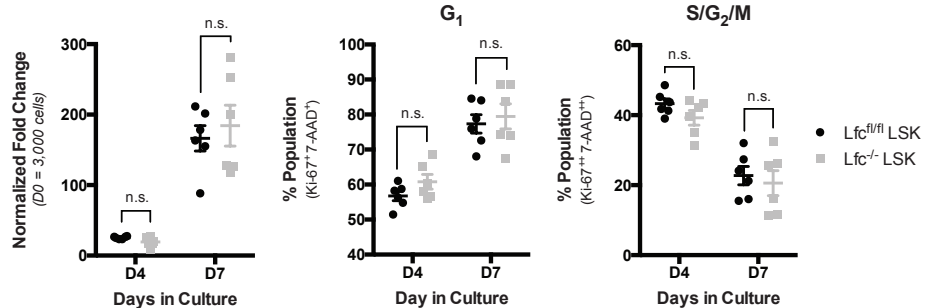 n.s.
n.s.
300
200
100
0
D4
D7
Days in Culture
Normalized Fold Change
(D0 = 3,000 cells)
G₁
n.s.
n.s.
100
90
80
70
60
50
40
D4
D7
Days in Culture
% Population
(Ki-67⁺ 7-AAD⁺)
S/G₂/M
n.s.
n.s.
60
40
20
0
D4
D7
Days in Culture
% Population
(Ki-67⁺⁺ 7-AAD⁺⁺)
Lfcᶠˡ/ᶠˡ LSK
Lfc⁻/⁻ LSK